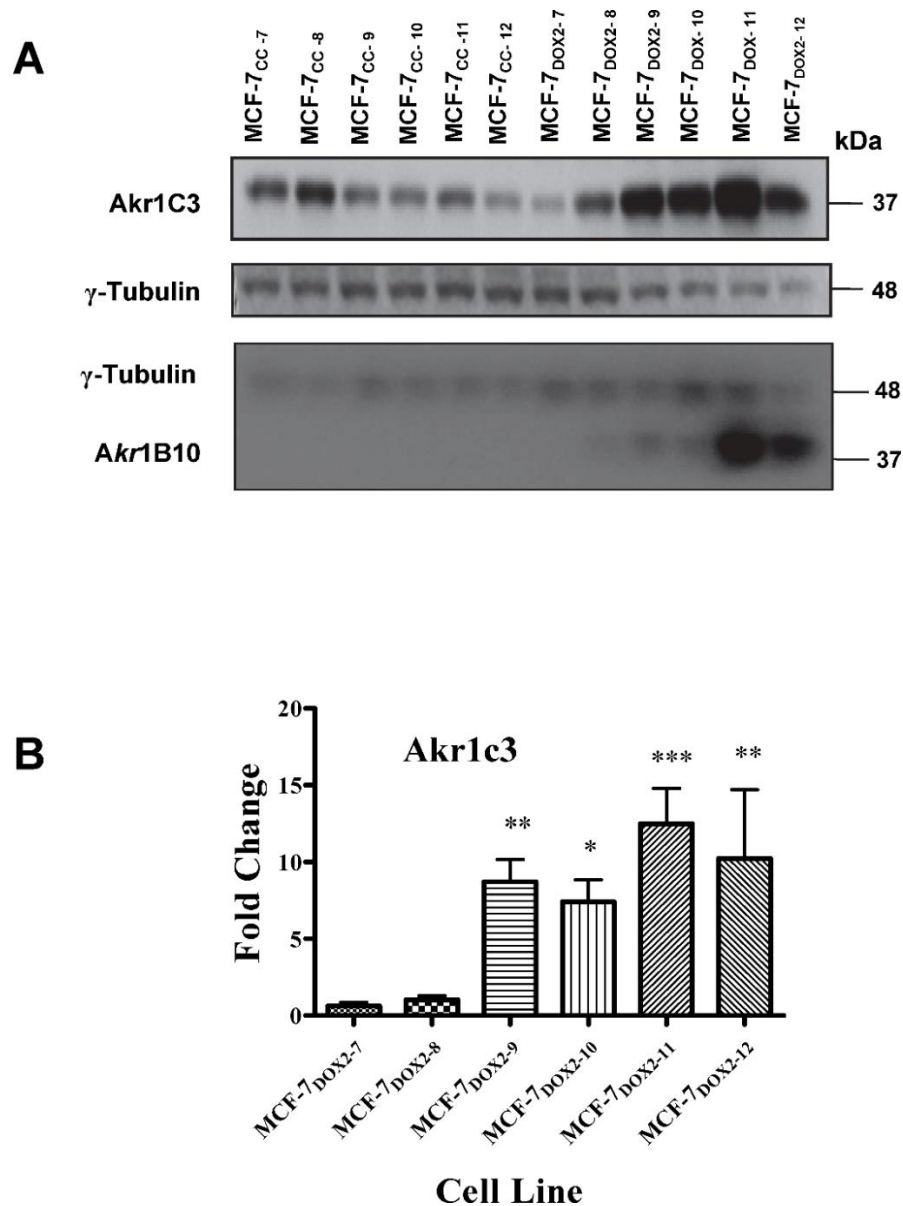 A
MCF-7CC-7
MCF-7CC-8
MCF-7CC-9
MCF-7CC-10
MCF-7CC-11
MCF-7CC-12
MCF-7DOX2-7
MCF-7DOX2-8
MCF-7DOX2-9
MCF-7DOX-10
MCF-7DOX-11
MCF-7DOX2-12
kDa
Akr1C3
37
γ-Tubulin
48
γ-Tubulin
48
Akr1B10
37
B
Akr1c3
Fold Change
20
15
10
5
0
**
*
***
**
MCF-7DOX2-7
MCF-7DOX2-8
MCF-7DOX2-9
MCF-7DOX2-10
MCF-7DOX2-11
MCF-7DOX2-12
Cell Line